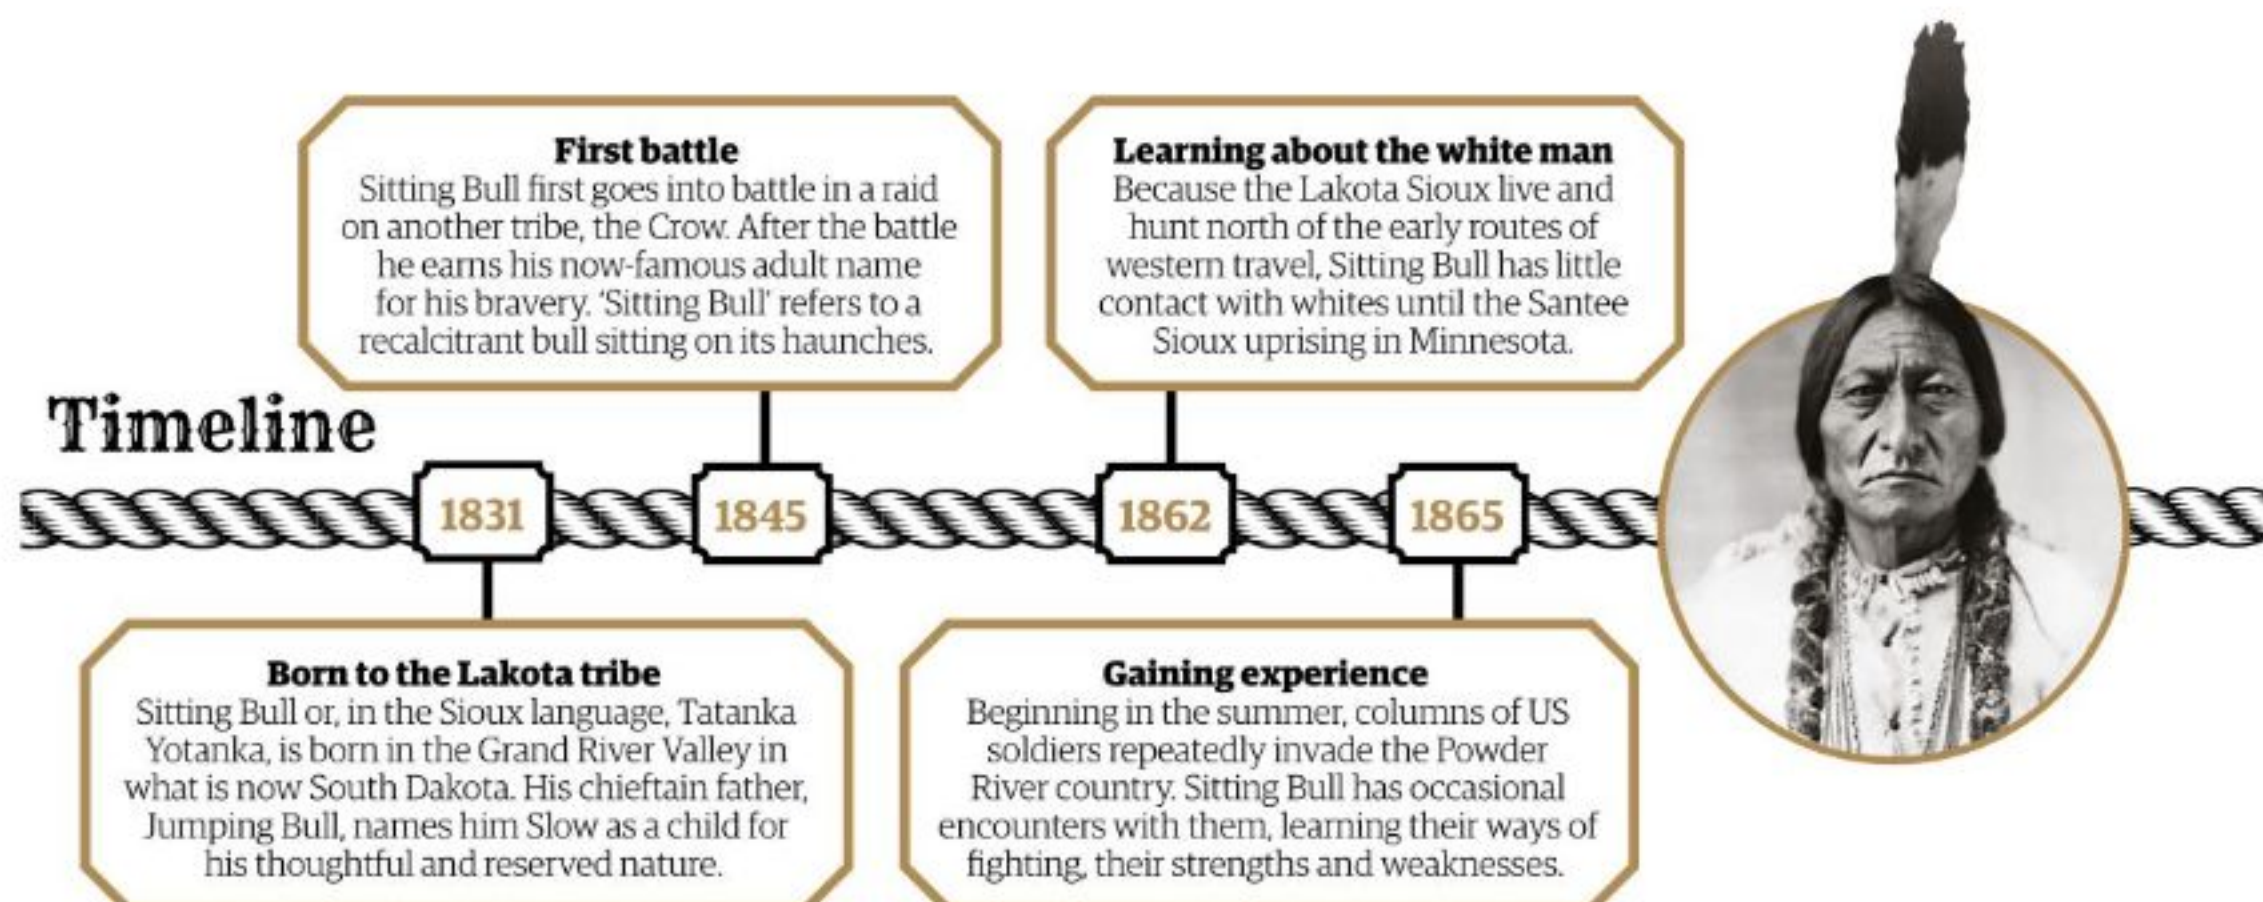 First battle
Sitting Bull first goes into battle in a raid
on another tribe, the Crow. After the battle
he earns his now-famous adult name
for his bravery. ‘Sitting Bull’ refers to a
recalcitrant bull sitting on its haunches.
Learning about the white man
Because the Lakota Sioux live and
hunt north of the early routes of
western travel, Sitting Bull has little
contact with whites until the Santee
Sioux uprising in Minnesota.
Timeline
1831
1845
1862
1865
Born to the Lakota tribe
Sitting Bull or, in the Sioux language, Tatanka
Yotanka, is born in the Grand River Valley in
what is now South Dakota. His chieftain father,
Jumping Bull, names him Slow as a child for
his thoughtful and reserved nature.
Gaining experience
Beginning in the summer, columns of US
soldiers repeatedly invade the Powder
River country. Sitting Bull has occasional
encounters with them, learning their ways of
fighting, their strengths and weaknesses.